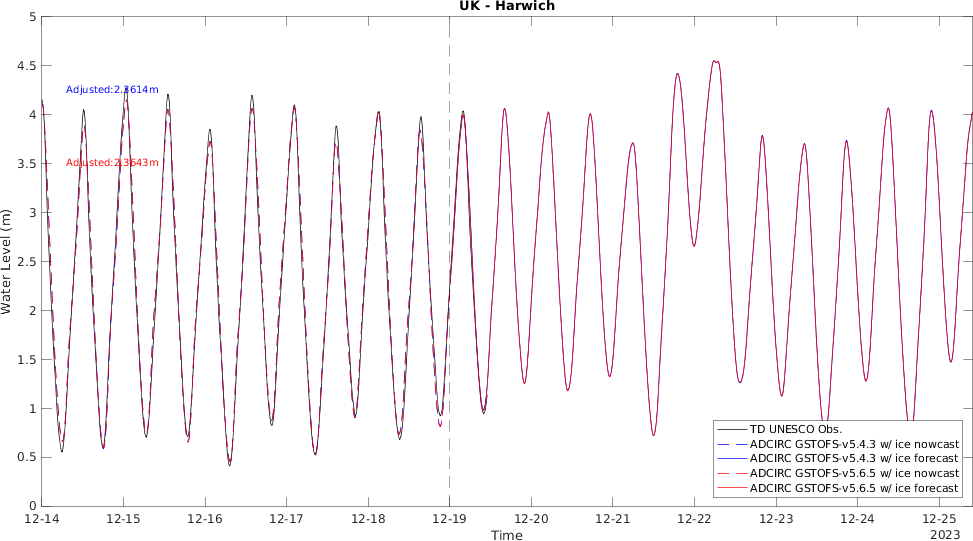 UK - Harwich
5
4.5
4
3.5
3
2.5
2
1.5
1
0.5
0
Water Level (m)
Adjusted:2.3614m
Adjusted:2.3643m
TD UNESCO Obs.
ADCIRC GSTOFS-v5.4.3 w/ ice nowcast
ADCIRC GSTOFS-v5.4.3 w/ ice forecast
ADCIRC GSTOFS-v5.6.5 w/ ice nowcast
ADCIRC GSTOFS-v5.6.5 w/ ice forecast
12-14 12-15 12-16 12-17 12-18 12-19 12-20 12-21 12-22 12-23 12-24 12-25
Time
2023